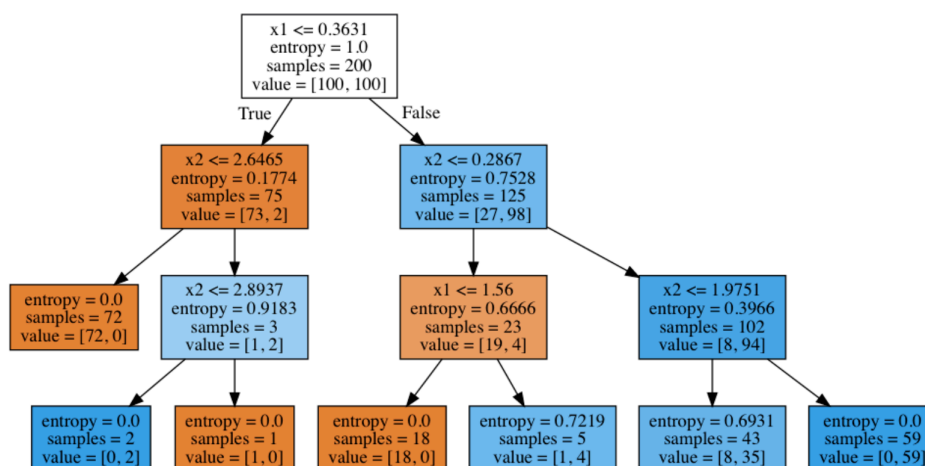 x1 <= 0.3631
entropy = 1.0
samples = 200
value = [100, 100]
True
False
x2 <= 2.6465
entropy = 0.1774
samples = 75
value = [73, 2]
x2 <= 0.2867
entropy = 0.7528
samples = 125
value = [27, 98]
entropy = 0.0
samples = 72
value = [72, 0]
x2 <= 2.8937
entropy = 0.9183
samples = 3
value = [1, 2]
x1 <= 1.56
entropy = 0.6666
samples = 23
value = [19, 4]
x2 <= 1.9751
entropy = 0.3966
samples = 102
value = [8, 94]
entropy = 0.0
samples = 2
value = [0, 2]
entropy = 0.0
samples = 1
value = [1, 0]
entropy = 0.0
samples = 18
value = [18, 0]
entropy = 0.7219
samples = 5
value = [1, 4]
entropy = 0.6931
samples = 43
value = [8, 35]
entropy = 0.0
samples = 59
value = [0, 59]